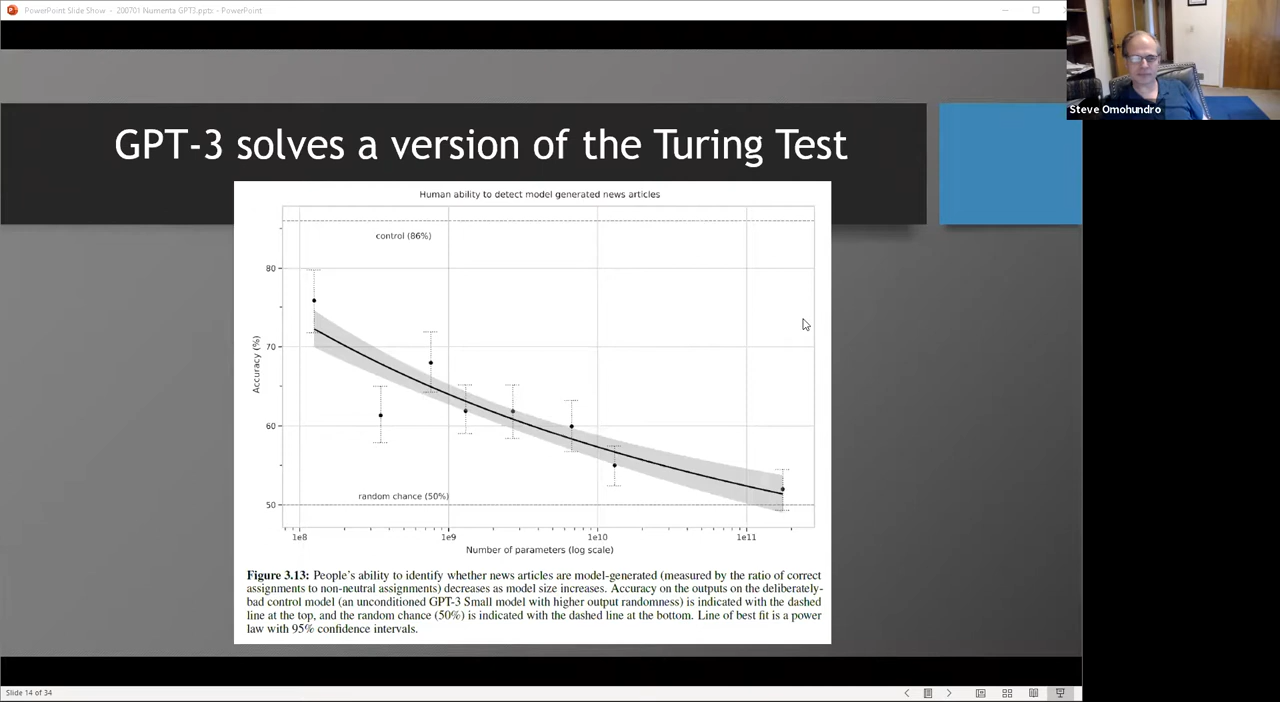 PowerPoint Slide Show - 200701 Numenta GPT3.pptx - PowerPoint
Steve Omohundro
GPT-3 solves a version of the Turing Test
Human ability to detect model generated news articles
control (86%)
80
70
60
50
Accuracy (%)
random chance (50%)
1e8
1e9
1e10
1e11
Number of parameters (log scale)
Figure 3.13: People's ability to identify whether news articles are model-generated (measured by the ratio of correct
assignments to non-neutral assignments) decreases as model size increases. Accuracy on the outputs on the deliberately-
bad control model (an unconditioned GPT-3 Small model with higher output randomness) is indicated with the dashed
line at the top, and the random chance (50%) is indicated with the dashed line at the bottom. Line of best fit is a power
law with 95% confidence intervals.
Slide 14 of 34